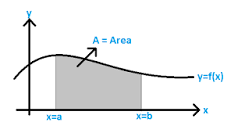 y
A = Area
y=f(x)
x=a
x=b
x